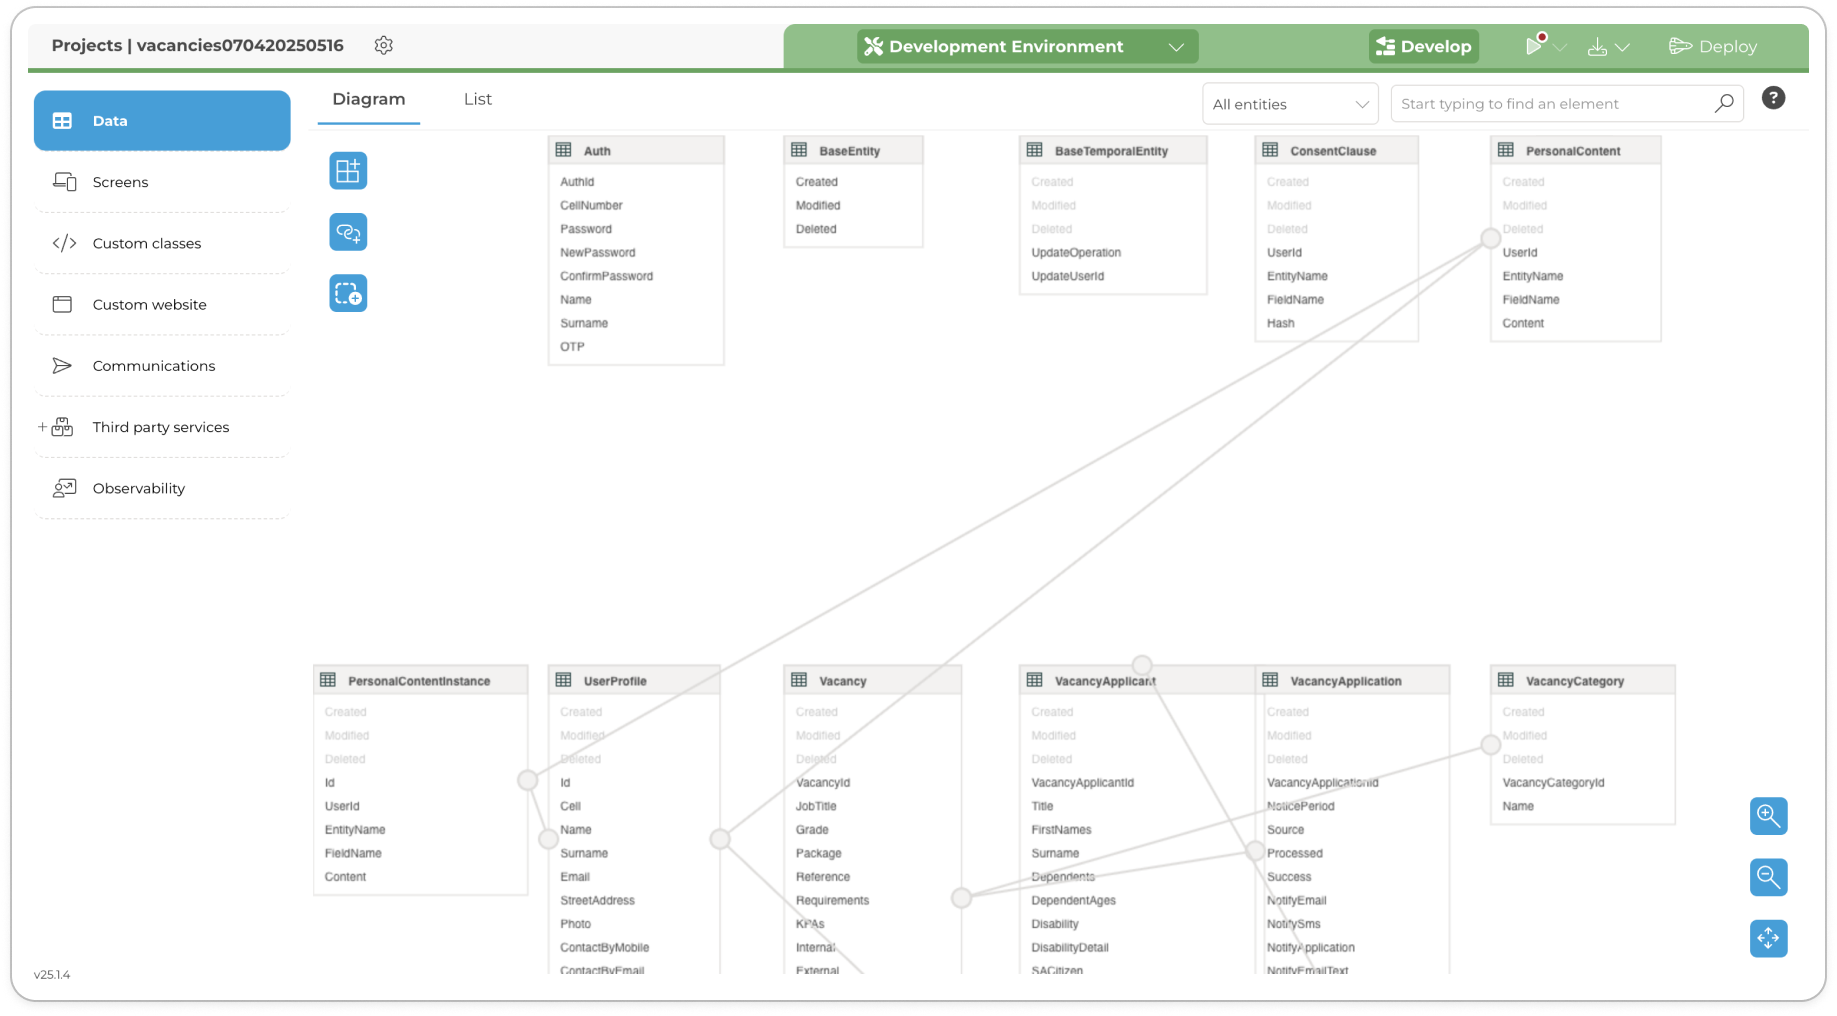 Projects | vacancies070420250516
Development Environment
Develop
Deploy
Data
Screens
Custom classes
Custom website
Communications
+ Third party services
Observability
v25.1.4
Diagram
List
All entities
Start typing to find an element
?
Auth
AuthId
CellNumber
Password
NewPassword
ConfirmPassword
Name
Surname
OTP
BaseEntity
Created
Modified
Deleted
BaseTemporalEntity
Created
Modified
Deleted
UpdateOperation
UpdateUserId
ConsentClause
Created
Modified
Deleted
UserId
EntityName
FieldName
Hash
PersonalContent
Created
Modified
Deleted
UserId
EntityName
FieldName
Content
PersonalContentInstance
Created
Modified
Deleted
Id
UserId
EntityName
FieldName
Content
UserProfile
Created
Modified
Deleted
Id
Cell
Name
Surname
Email
StreetAddress
Photo
ContactByMobile
ContactByEmail
Vacancy
Created
Modified
Deleted
VacancyId
JobTitle
Grade
Package
Reference
Requirements
KPAs
Internal
External
VacancyApplicant
Created
Modified
Deleted
VacancyApplicantId
Title
FirstNames
Surname
Dependents
DependentAges
Disability
DisabilityDetail
SACitizen
VacancyApplication
Created
Modified
Deleted
VacancyApplicationId
NoticePeriod
Source
Processed
Success
NotifyEmail
NotifySms
NotifyApplication
NotifyEmailText
VacancyCategory
Created
Modified
Deleted
VacancyCategoryId
Name